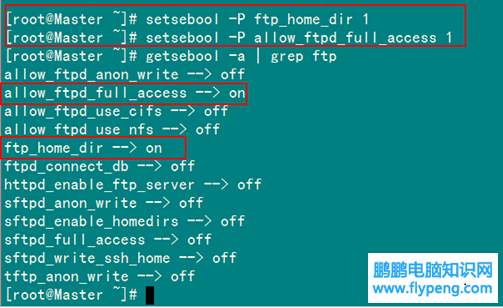 [root@Master ~]# setsebool -P ftp_home_dir 1
[root@Master ~]# setsebool -P allow_ftpd_full_access 1
[root@Master ~]# getsebool -a | grep ftp
allow_ftpd_anon_write --> off
allow_ftpd_full_access --> on
allow_ftpd_use_cifs --> off
allow_ftpd_use_nfs --> off
ftp_home_dir --> on
ftpd_connect_db --> off
httpd_enable_ftp_server --> off
sftpd_anon_write --> off
sftpd_enable_homedirs --> off
sftpd_full_access --> off
sftpd_write_ssh_home --> off
tftp_anon_write --> off
[root@Master ~]#
鹏鹏电脑知识网
www.flypeng.com